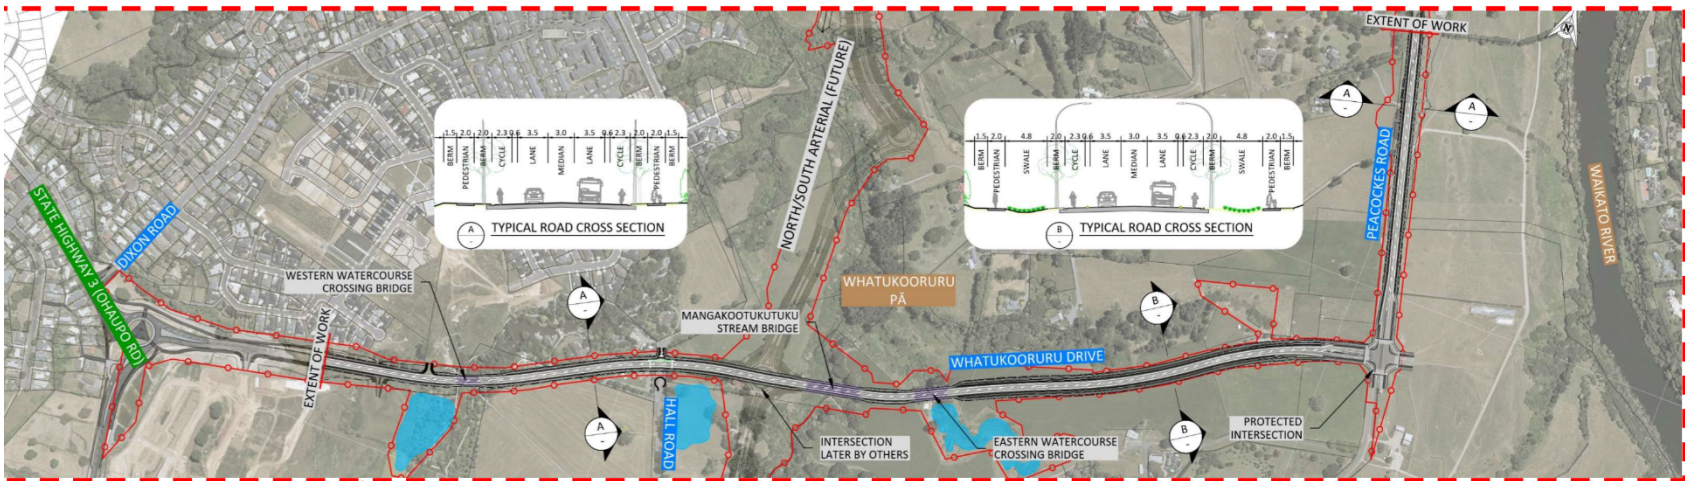 EXTENT OF WORK
N
A
A
NORTH/SOUTH ARTERIAL (FUTURE)
1.5 2.0 2.0 2.3 0.6 3.5 3.0 3.5 0.6 2.3 2.0 2.0 1.5
BERM
PEDESTRIAN
BERM
CYCLE
LANE
MEDIAN
LANE
CYCLE
BERM
PEDESTRIAN
BERM
A
-
TYPICAL ROAD CROSS SECTION
1.5 2.0 4.8 2.0 2.3 0.6 3.5 3.0 3.5 0.6 2.3 2.0 4.8 2.0 1.5
BERM
PEDESTRIAN
SWALE
BERM
CYCLE
LANE
MEDIAN
LANE
CYCLE
BERM
SWALE
PEDESTRIAN
BERM
B
-
TYPICAL ROAD CROSS SECTION
PEACOCKES ROAD
WAIKATO RIVER
STATE HIGHWAY 3 (OHAUPO RD)
DIXON ROAD
WESTERN WATERCOURSE
CROSSING BRIDGE
A
-
MANGAKOOTUKUTUKU
STREAM BRIDGE
WHATUKOORURU
PĀ
B
-
WHATUKOORURU DRIVE
EXTENT OF WORK
HALL ROAD
A
-
INTERSECTION
LATER BY OTHERS
EASTERN WATERCOURSE
CROSSING BRIDGE
B
-
PROTECTED
INTERSECTION